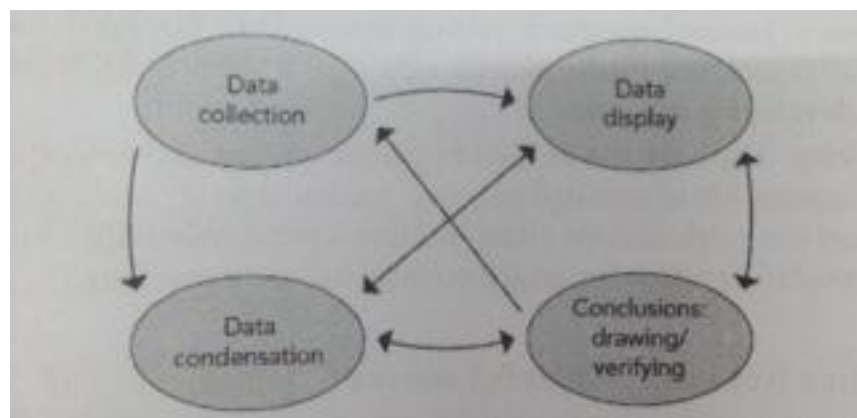 Data
collection
Data
display
Data
condensation
Conclusions:
drawing/
verifying